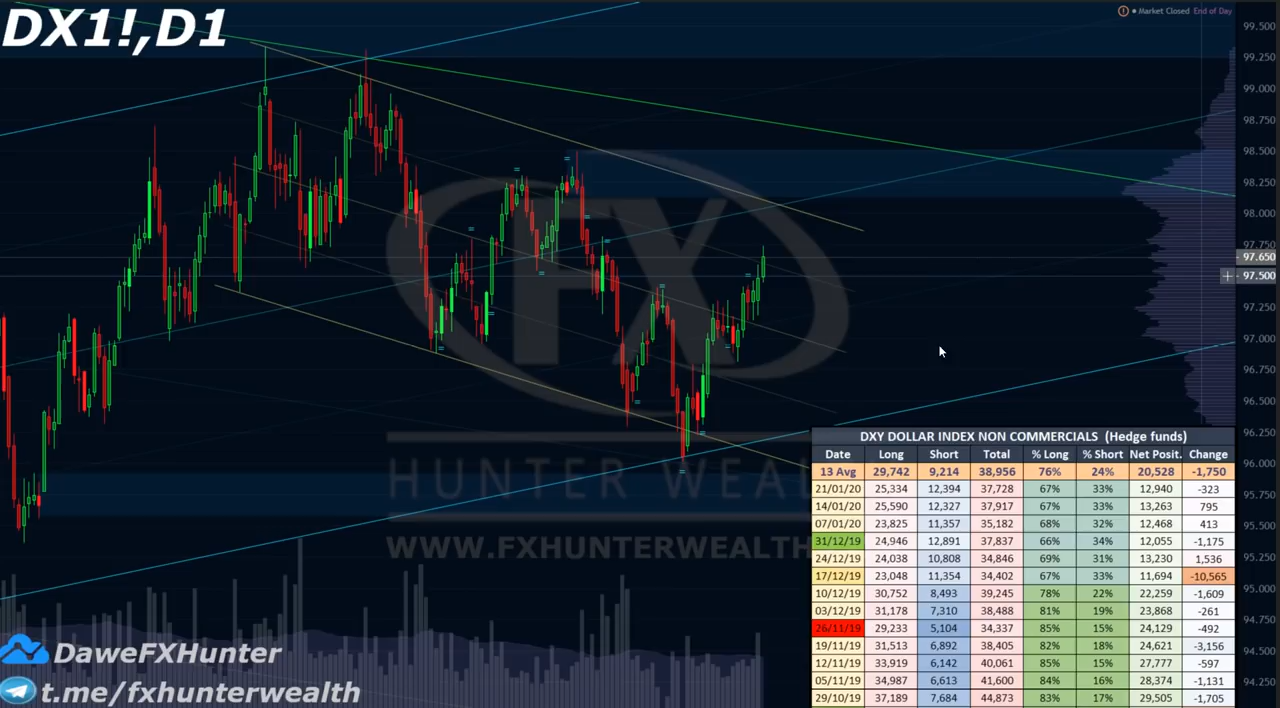 DX1!,D1
Market Closed End of Day
99.500
99.250
99.000
98.750
98.500
98.250
98.000
97.750
97.650
97.500
97.250
97.000
96.750
96.500
96.250
96.000
95.750
95.500
95.250
95.000
94.750
94.500
94.250
FX
HUNTER WEAL
WWW.FXHUNTERWEALTH
DXY DOLLAR INDEX NON COMMERCIALS (Hedge funds)
Date Long Short Total % Long % Short Net Posit. Change
13 Avg 29,742 9,214 38,956 76% 24% 20,528 -1,750
21/01/20 25,334 12,394 37,728 67% 33% 12,940 -323
14/01/20 25,590 12,327 37,917 67% 33% 13,263 795
07/01/20 23,825 11,357 35,182 68% 32% 12,468 413
31/12/19 24,946 12,891 37,837 66% 34% 12,055 -1,175
24/12/19 24,038 10,808 34,846 69% 31% 13,230 1,536
17/12/19 23,048 11,354 34,402 67% 33% 11,694 -10,565
10/12/19 30,752 8,493 39,245 78% 22% 22,259 -1,609
03/12/19 31,178 7,310 38,488 81% 19% 23,868 -261
26/11/19 29,233 5,104 34,337 85% 15% 24,129 -492
19/11/19 31,513 6,892 38,405 82% 18% 24,621 -3,156
12/11/19 33,919 6,142 40,061 85% 15% 27,777 -597
05/11/19 34,987 6,613 41,600 84% 16% 28,374 -1,131
29/10/19 37,189 7,684 44,873 83% 17% 29,505 -1,705
DaweFXHunter
t.me/fxhunterwealth